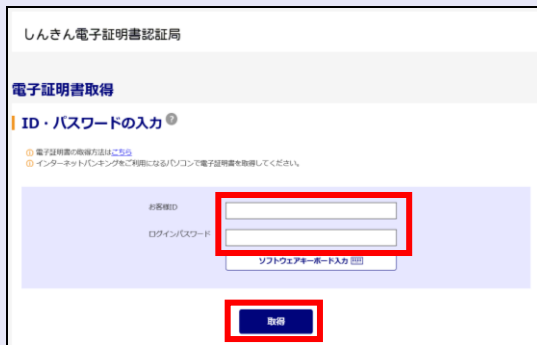 しんきん電子証明書認証局
電子証明書取得
ID・パスワードの入力 ?
電子証明書の取得方法はこちら
インターネットバンキングをご利用になるパソコンで電子証明書を取得してください。
お客様ID
ログインパスワード
ソフトウェアキーボード入力
取得